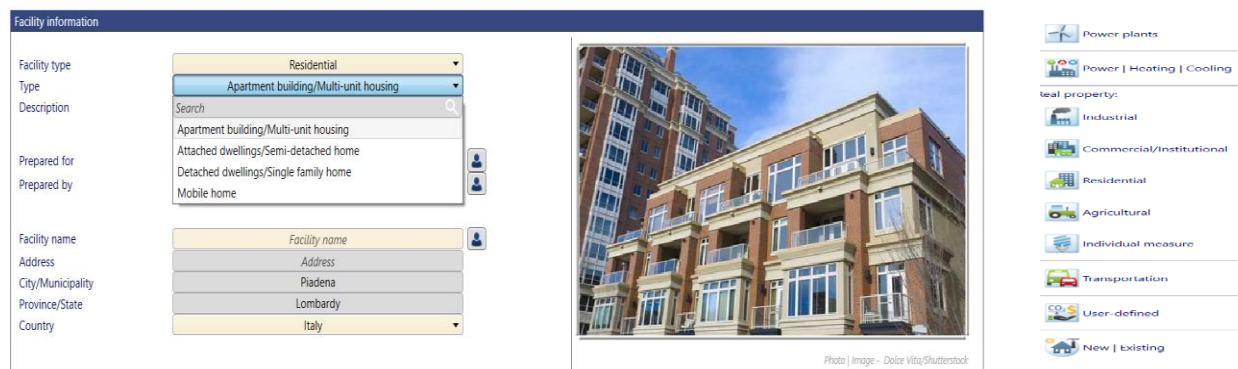 Facility information
Facility type Residential
Type Apartment building/Multi-unit housing
Description Search
Apartment building/Multi-unit housing
Attached dwellings/Semi-detached home
Detached dwellings/Single family home
Mobile home
Prepared for
Prepared by
Facility name Facility name
Address Address
City/Municipality Piadena
Province/State Lombardy
Country Italy
Photo | Image - Dolce Vita/Shutterstock
Power plants
Power | Heating | Cooling
Real property:
Industrial
Commercial/Institutional
Residential
Agricultural
Individual measure
Transportation
CO₂ $ User-defined
New | Existing